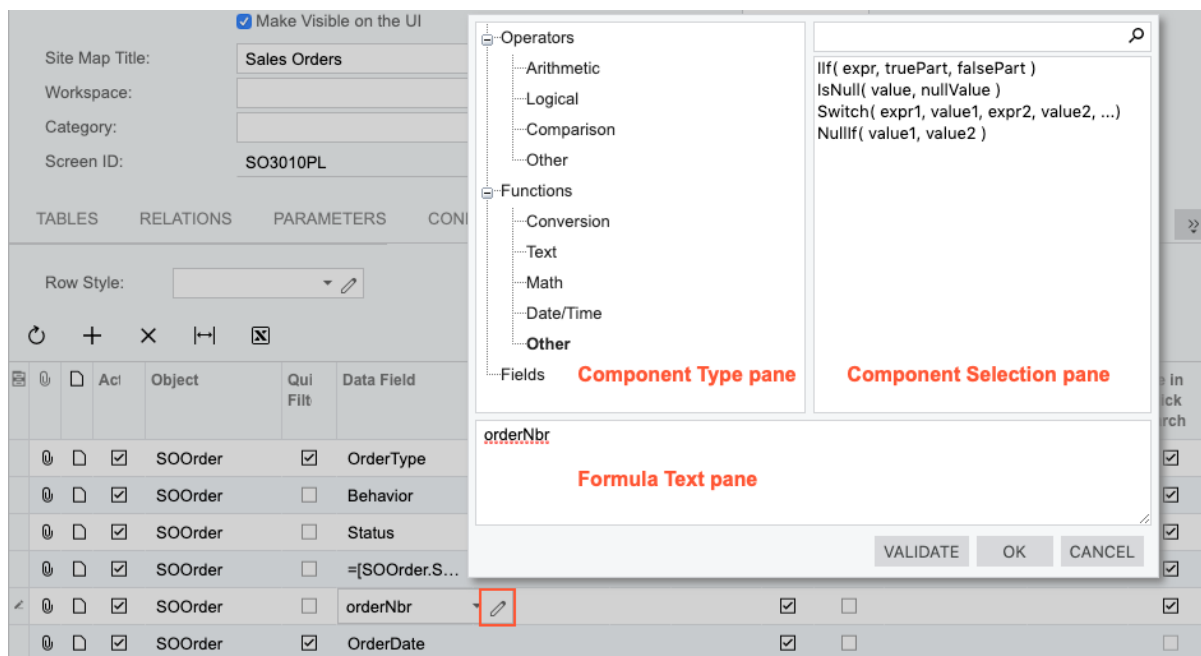 Make Visible on the UI
Site Map Title:
Sales Orders
Workspace:
Category:
Screen ID:
SO3010PL
TABLES RELATIONS PARAMETERS
Row Style:
Object
Data Field
SOOrder OrderType
SOOrder Behavior
SOOrder Status
SOOrder =[SOOrder.S...
SOOrder orderNbr
SOOrder OrderDate
Operators
Arithmetic
Logical
Comparison
Other
Functions
Conversion
Text
Math
Date/Time
Other
Fields
Component Type pane
IIf( expr, truePart, falsePart )
IsNull( value, nullValue )
Switch( expr1, value1, expr2, value2, ...)
NullIf( value1, value2 )
Component Selection pane
orderNbr
Formula Text pane
VALIDATE OK CANCEL